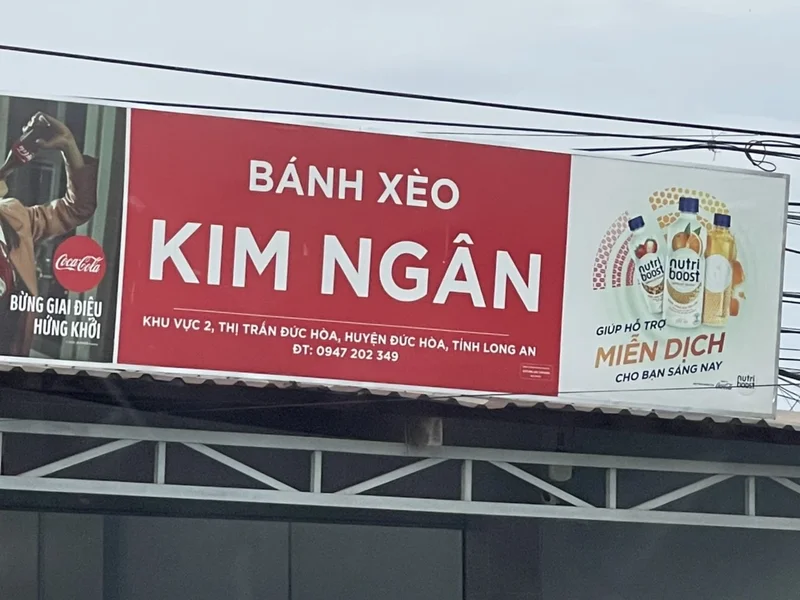 Coca-Cola
BỪNG GIAI ĐIỆU
HỨNG KHỞI
BÁNH XÈO
KIM NGÂN
KHU VỰC 2, THỊ TRẤN ĐỨC HÒA, HUYỆN ĐỨC HÒA, TỈNH LONG AN
ĐT: 0947 202 349
nutri
boost
nutri
boost
GIÚP HỖ TRỢ
MIỄN DỊCH
CHO BẠN SÁNG NAY
nutri
boost